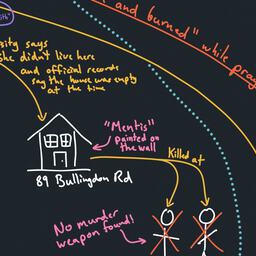 and burned" while pray
sity says
she didn't live here
and official records
say the house was empty
at the time
"Mentis"
painted on
the wall
Killed at
89 Bullingdon Rd
No murder
weapon found!